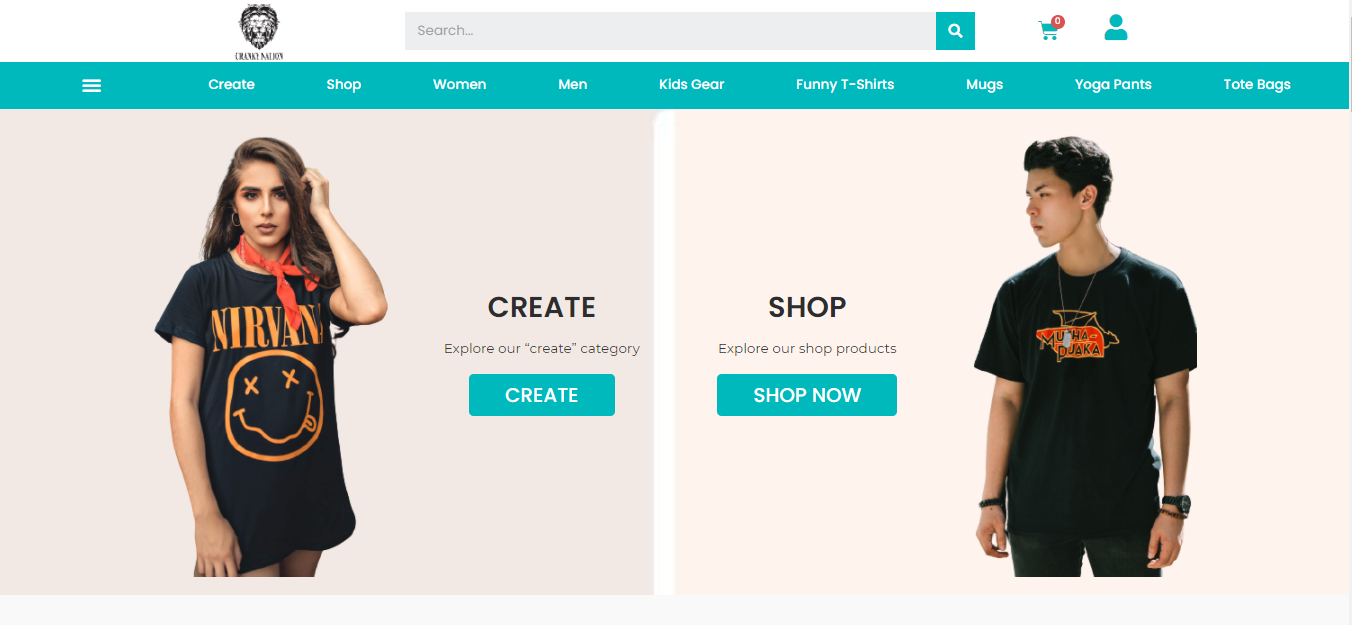 CRANKY NATION
Search...
0
Create
Shop
Women
Men
Kids Gear
Funny T-Shirts
Mugs
Yoga Pants
Tote Bags
NIRVANA
CREATE
Explore our “create” category
CREATE
SHOP
Explore our shop products
SHOP NOW
DJAKA